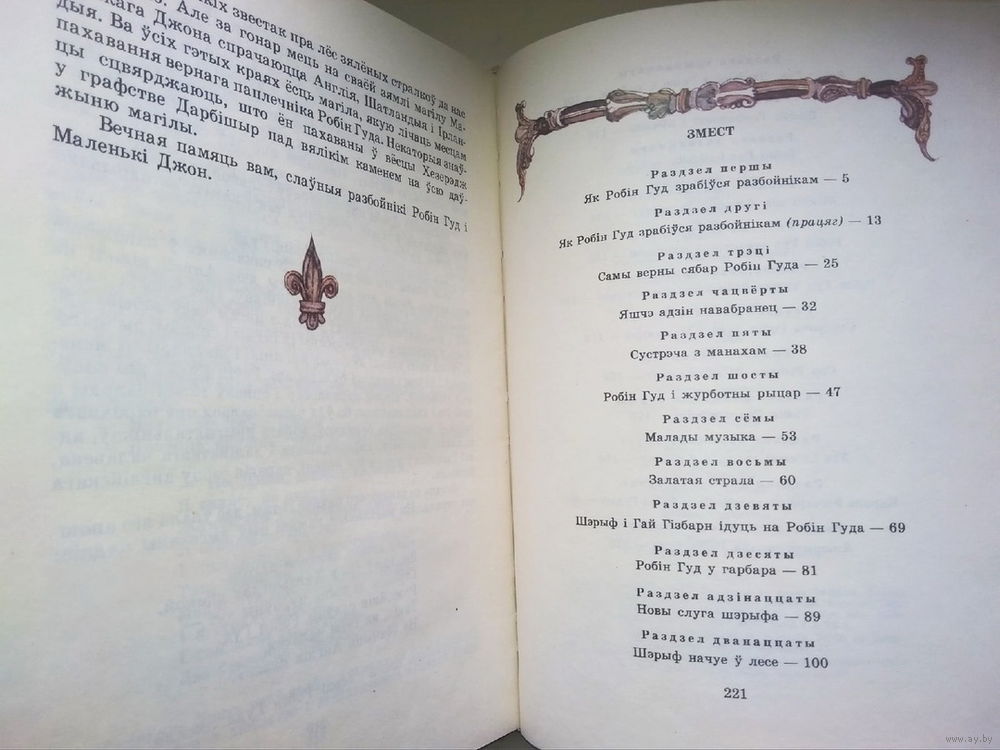 кіх звестак пра лёс зялёных стралкоў да нас
Але за гонар мець на сваёй зямлі магілу Ма-
Джона спрачаюцца Англія, Шатландыя і Ірлан-
дыя. Ва ўсіх гэтых краях ёсць магіла, якую лічаць месцам
пахавання вернага паплечніка Робін Гуда. Некаторыя знаў-
цы сцвярджаюць, што ён пахаваны ў вёсцы Хезерэдж
у графстве Дарбішыр пад вялікім каменем на ўсю даў-
жыню магілы.
Вечная памяць вам, слаўныя разбойнікі Робін Гуд і
Маленькі Джон.
ЗМЕСТ
Раздзел першы
Як Робін Гуд зрабіўся разбойнікам — 5
Раздзел другі
Як Робін Гуд зрабіўся разбойнікам (працяг) — 13
Раздзел трэці
Самы верны сябар Робін Гуда — 25
Раздзел чацвёрты
Яшчэ адзін навабранец — 32
Раздзел пяты
Сустрэча з манахам — 38
Раздзел шосты
Робін Гуд і журботны рыцар — 47
Раздзел сёмы
Малады музыка — 53
Раздзел восьмы
Залатая страла — 60
Раздзел дзевяты
Шэрыф і Гай Гізбарн ідуць на Робін Гуда — 69
Раздзел дзесяты
Робін Гуд у гарбара — 81
Раздзел адзінаццаты
Новы слуга шэрыфа — 89
Раздзел дванаццаты
Шэрыф начуе ў лесе — 100
221
www.ay.by